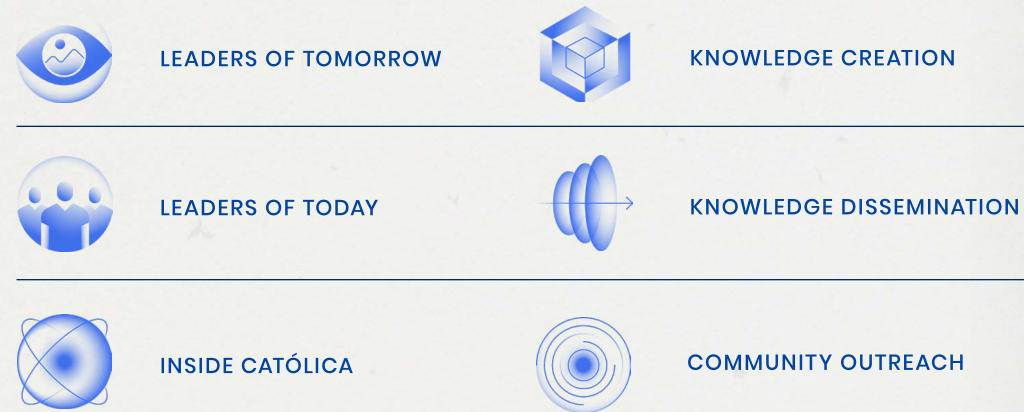 LEADERS OF TOMORROW
KNOWLEDGE CREATION
LEADERS OF TODAY
KNOWLEDGE DISSEMINATION
INSIDE CATÓLICA
COMMUNITY OUTREACH